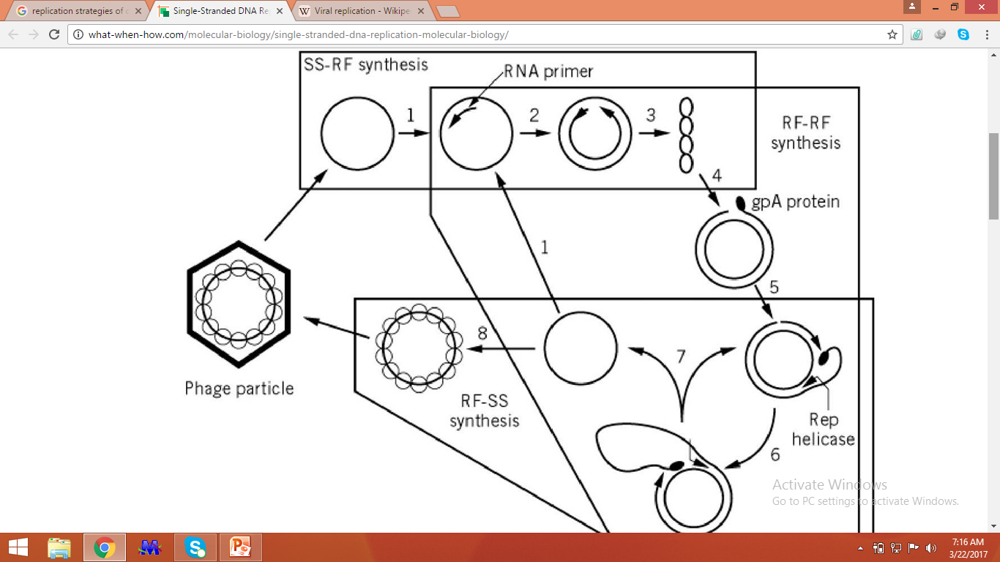 replication strategies of
Single-Stranded DNA Re
Viral replication - Wikipe
what-when-how.com/molecular-biology/single-stranded-dna-replication-molecular-biology/
SS-RF synthesis
RNA primer
1
2
3
RF-RF
synthesis
4
gpA protein
1
5
8
7
Phage particle
RF-SS
synthesis
Rep
helicase
6
Activate Windows
Go to PC settings to activate Windows.
7:16 AM
3/22/2017